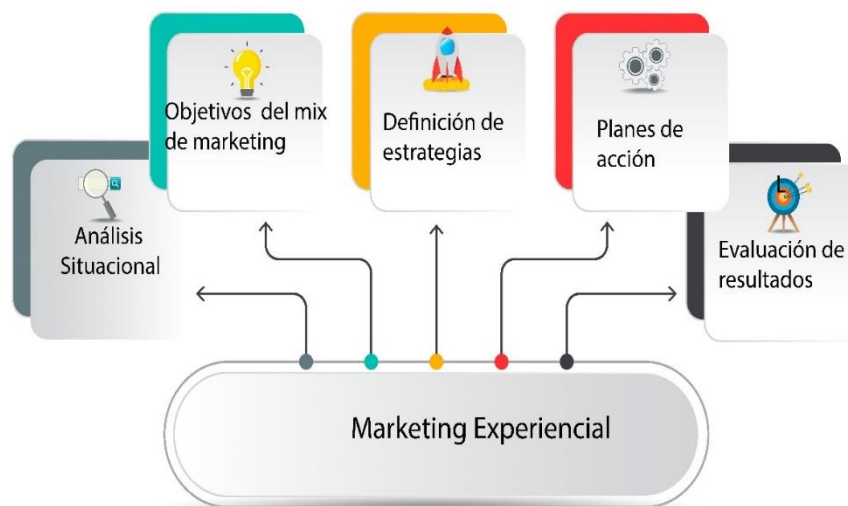 Análisis
Situacional
Objetivos del mix
de marketing
Definición de
estrategias
Planes de
acción
L
Evaluación de
resultados
Marketing Experiencial